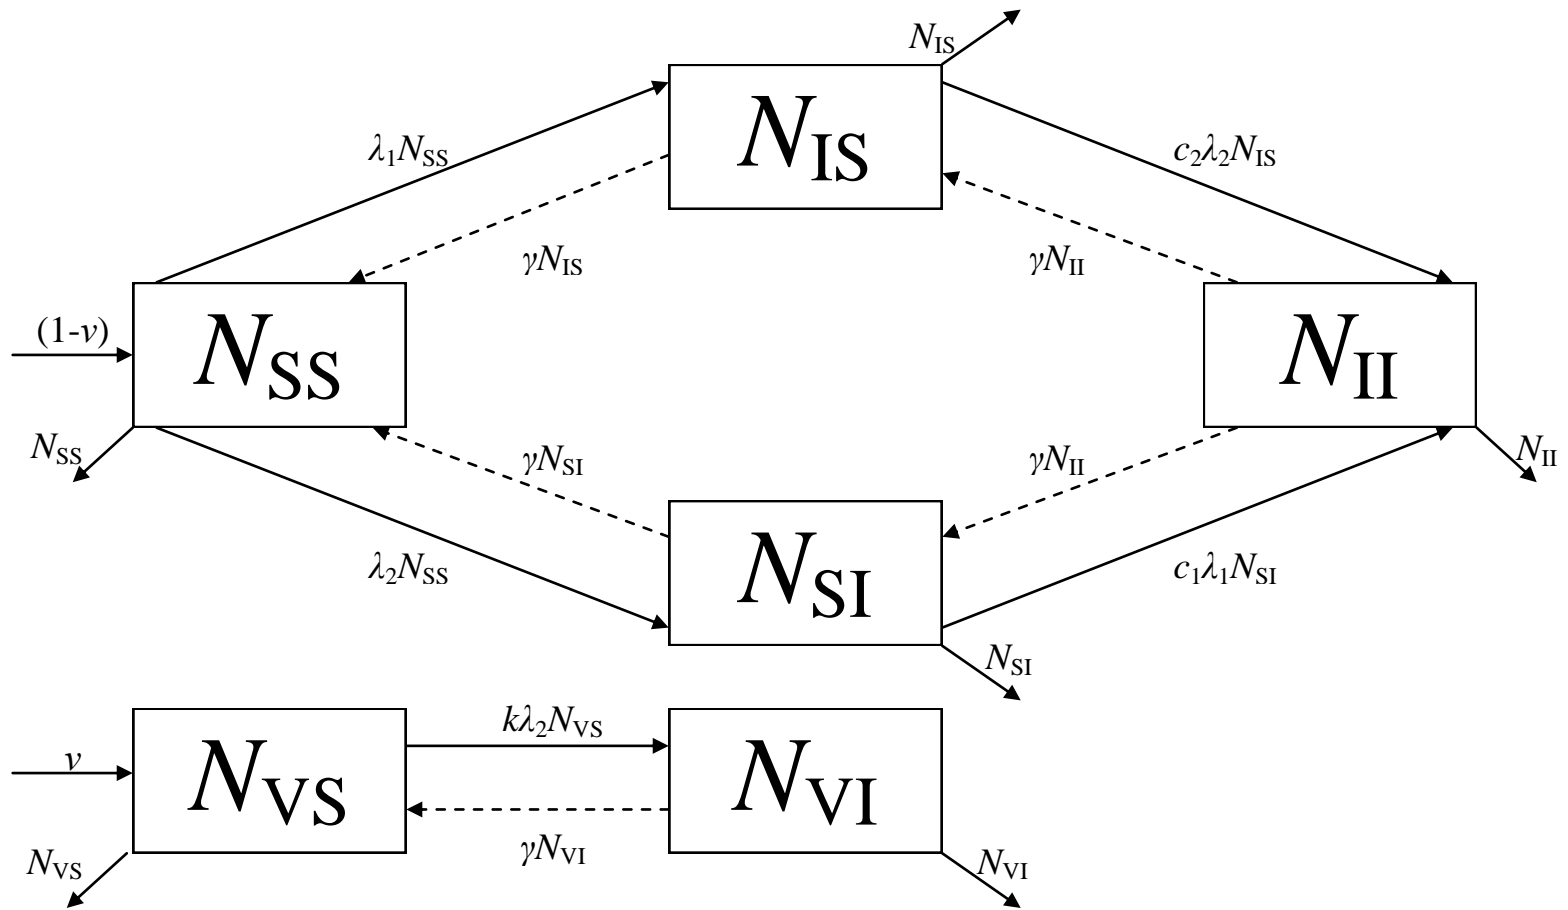 N_IS
N_IS
λ₁N_SS
c₂λ₂N_IS
γN_IS
γN_II
(1-v)
N_SS
N_II
N_SS
γN_SI
γN_II
N_II
N_SI
λ₂N_SS
c₁λ₁N_SI
N_SI
kλ₂N_VS
v
N_VS
N_VI
γN_VI
N_VS
N_VI